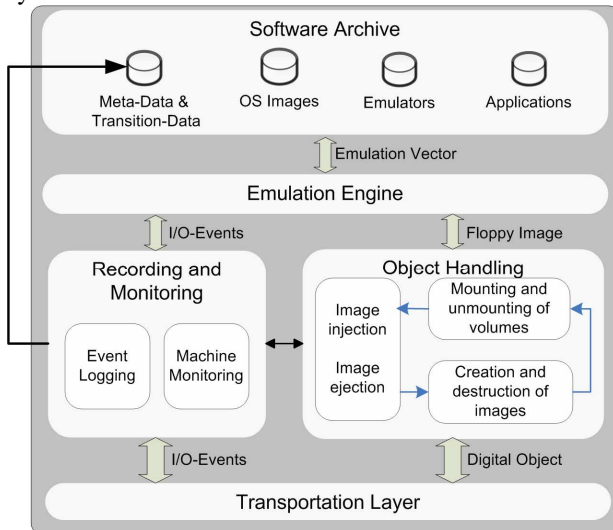 Software Archive
Meta-Data &
Transition-Data
OS Images
Emulators
Applications
Emulation Vector
Emulation Engine
I/O-Events
Floppy Image
Recording and
Monitoring
Event
Logging
Machine
Monitoring
Object Handling
Image
injection
Image
ejection
Mounting and
unmounting of
volumes
Creation and
destruction of
images
I/O-Events
Digital Object
Transportation Layer